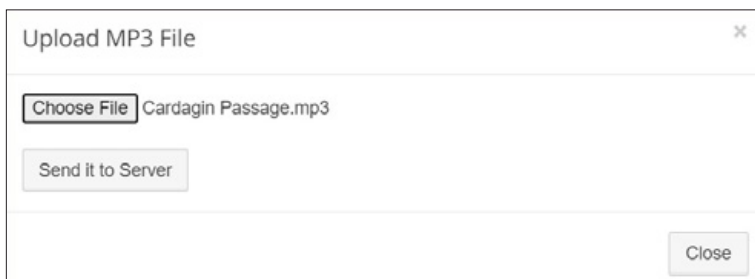 Upload MP3 File ×
Choose File Cardagin Passage.mp3
Send it to Server
Close